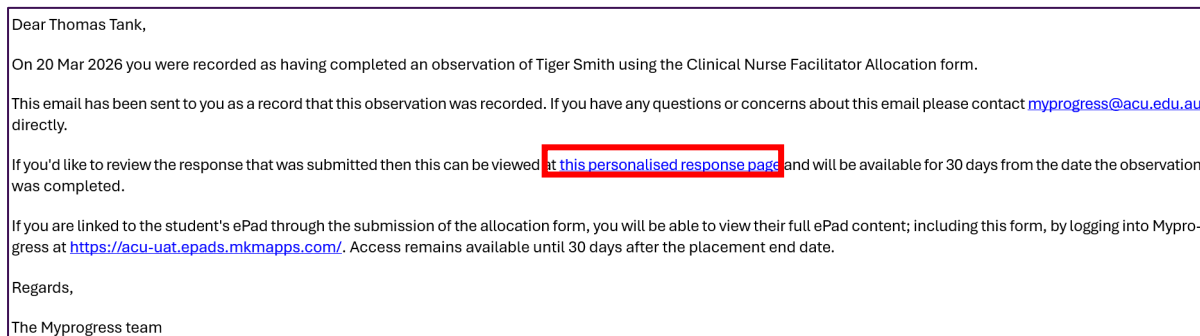 Dear Thomas Tank,
On 20 Mar 2026 you were recorded as having completed an observation of Tiger Smith using the Clinical Nurse Facilitator Allocation form.
This email has been sent to you as a record that this observation was recorded. If you have any questions or concerns about this email please contact myprogress@acu.edu.au
directly.
If you'd like to review the response that was submitted then this can be viewed at this personalised response page and will be available for 30 days from the date the observation
was completed.
If you are linked to the student's ePad through the submission of the allocation form, you will be able to view their full ePad content; including this form, by logging into Mypro-
gress at https://acu-uat.epads.mkmapps.com/. Access remains available until 30 days after the placement end date.
Regards,
The Myprogress team